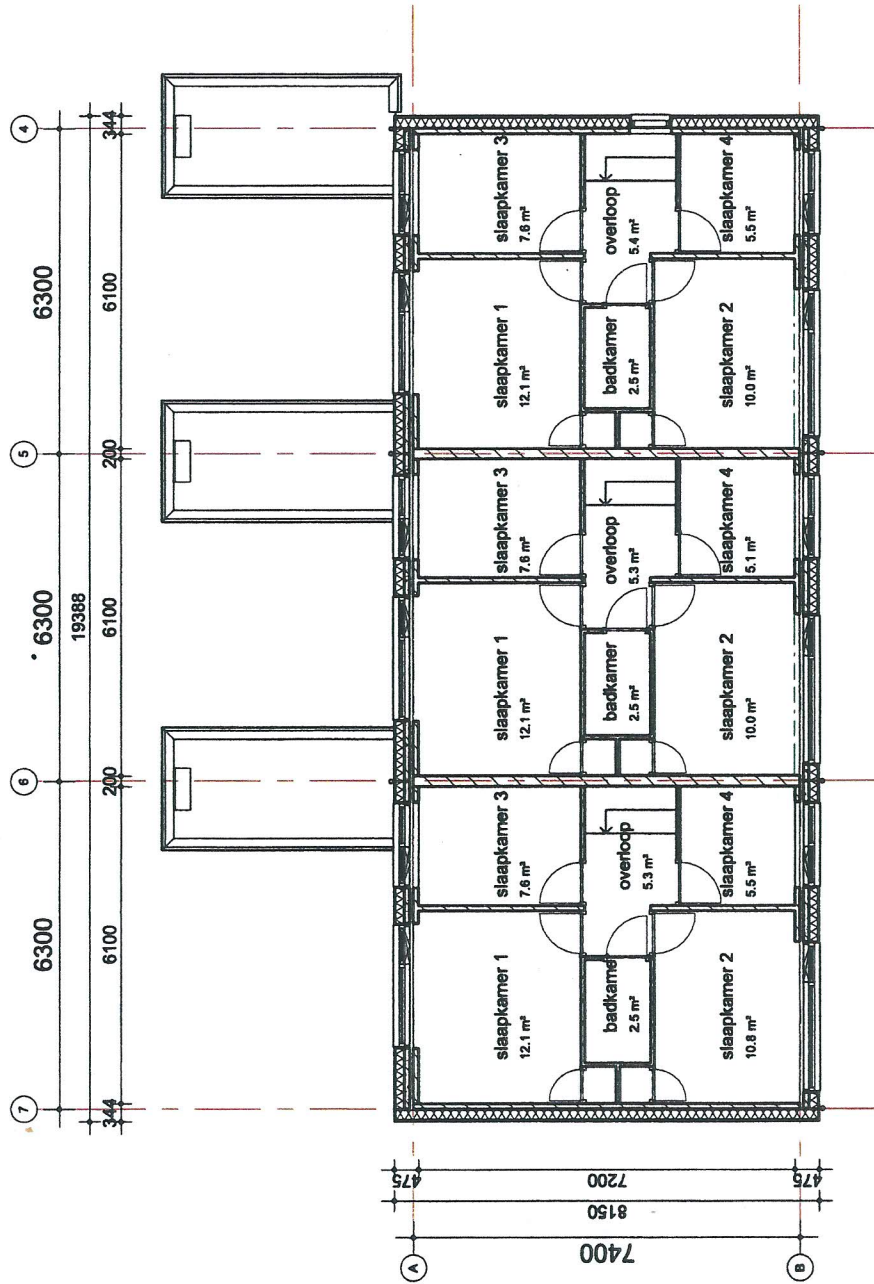 7 6 5 4
6300 6300 6300
19388
344 6100 200 6100 200 6100 344
A
B
7400
8150
475 7200 475
slaapkamer 1
12.1 m²
slaapkamer 3
7.6 m²
slaapkamer 1
12.1 m²
slaapkamer 3
7.6 m²
slaapkamer 1
12.1 m²
slaapkamer 3
7.6 m²
badkamer
2.5 m²
overloop
5.3 m²
badkamer
2.5 m²
overloop
5.3 m²
badkamer
2.5 m²
overloop
5.4 m²
slaapkamer 2
10.8 m²
slaapkamer 4
5.5 m²
slaapkamer 2
10.0 m²
slaapkamer 4
5.1 m²
slaapkamer 2
10.0 m²
slaapkamer 4
5.5 m²